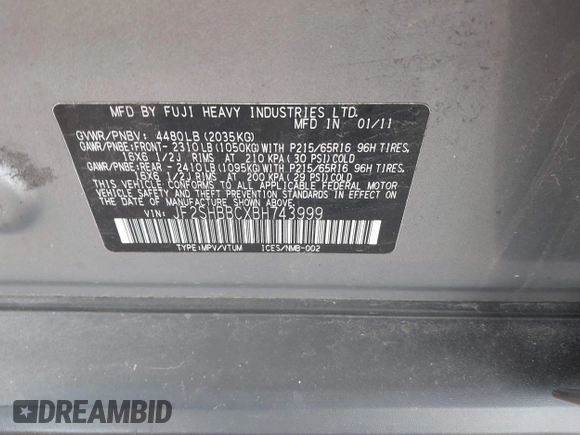 MFD BY FUJI HEAVY INDUSTRIES LTD.
MFD IN 01/11
GVWR/PNBV: 4480LB (2035KG)
GAWR/PNBE:FRONT- 2310LB (1050KG) WITH P215/65R16 96H TIRES,
16X6 1/2J RIMS AT 210 KPA (30 PSI) COLD
GAWR/PNBE:REAR - 2410LB (1095KG) WITH P215/65R16 96H TIRES,
16X6 1/2J RIMS AT 200 KPA (29 PSI) COLD
THIS VEHICLE CONFORMS TO ALL APPLICABLE FEDERAL MOTOR
VEHICLE SAFETY AND BUMPER STANDARDS IN EFFECT ON THE
DATE OF MANUFACTURE SHOWN ABOVE.
VIN: JF2SHBBCXBH743999
TYPE:MPV/VTUM ICES/NMB-002
DREAMBID